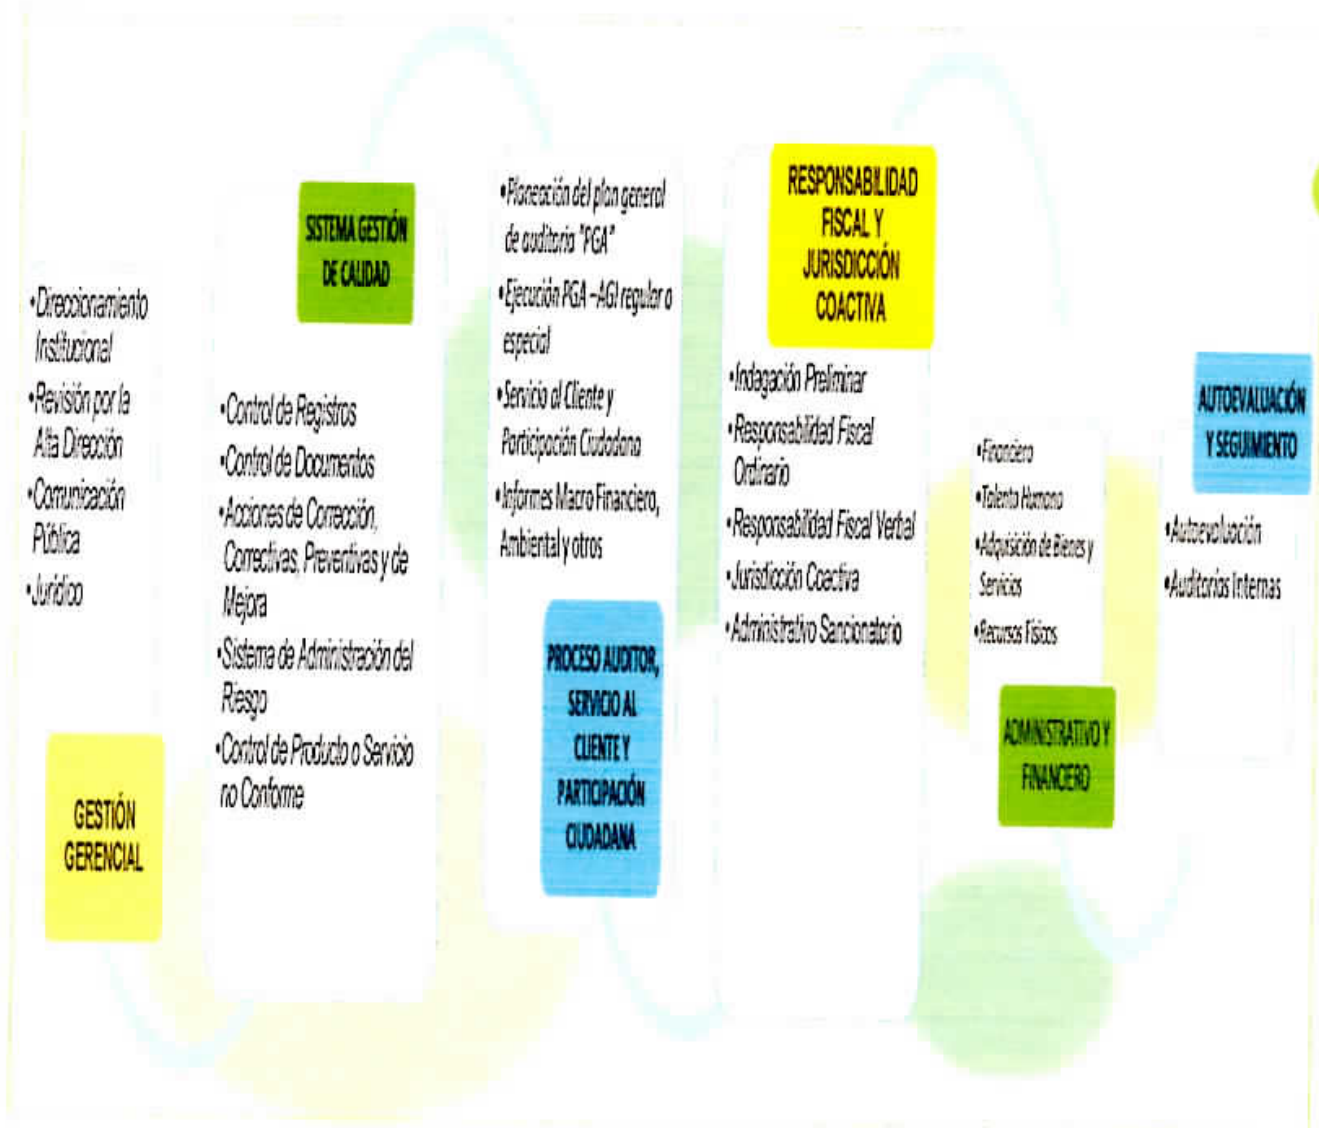 •Direccionamiento
Institucional
•Revisión por la
Alta Dirección
•Comunicación
Pública
•Jurídico
GESTIÓN
GERENCIAL
SISTEMA GESTIÓN
DE CALIDAD
•Control de Registros
•Control de Documentos
•Acciones de Corrección,
Correctivas, Preventivas y de
Mejora
•Sistema de Administración del
Riesgo
•Control de Producto o Servicio
no Conforme
•Planeación del plan general
de auditoria "PGA"
•Ejecución PGA –AGI regular o
especial
•Servicio al Cliente y
Participación Ciudadana
•Informes Macro Financiero,
Ambiental y otros
PROCESO AUDITOR,
SERVICIO AL
CLIENTE Y
PARTICIPACIÓN
CIUDADANA
RESPONSABILIDAD
FISCAL Y
JURISDICCIÓN
COACTIVA
•Indagación Preliminar
•Responsabilidad Fiscal
Ordinario
•Responsabilidad Fiscal Verbal
•Jurisdicción Coactiva
•Administrativo Sancionatorio
•Financiero
•Talento Humano
•Adquisición de Bienes y
Servicios
•Recursos Físicos
ADMINISTRATIVO Y
FINANCIERO
AUTOEVALUACIÓN
Y SEGUIMIENTO
•Autoevaluación
•Auditorias Internas